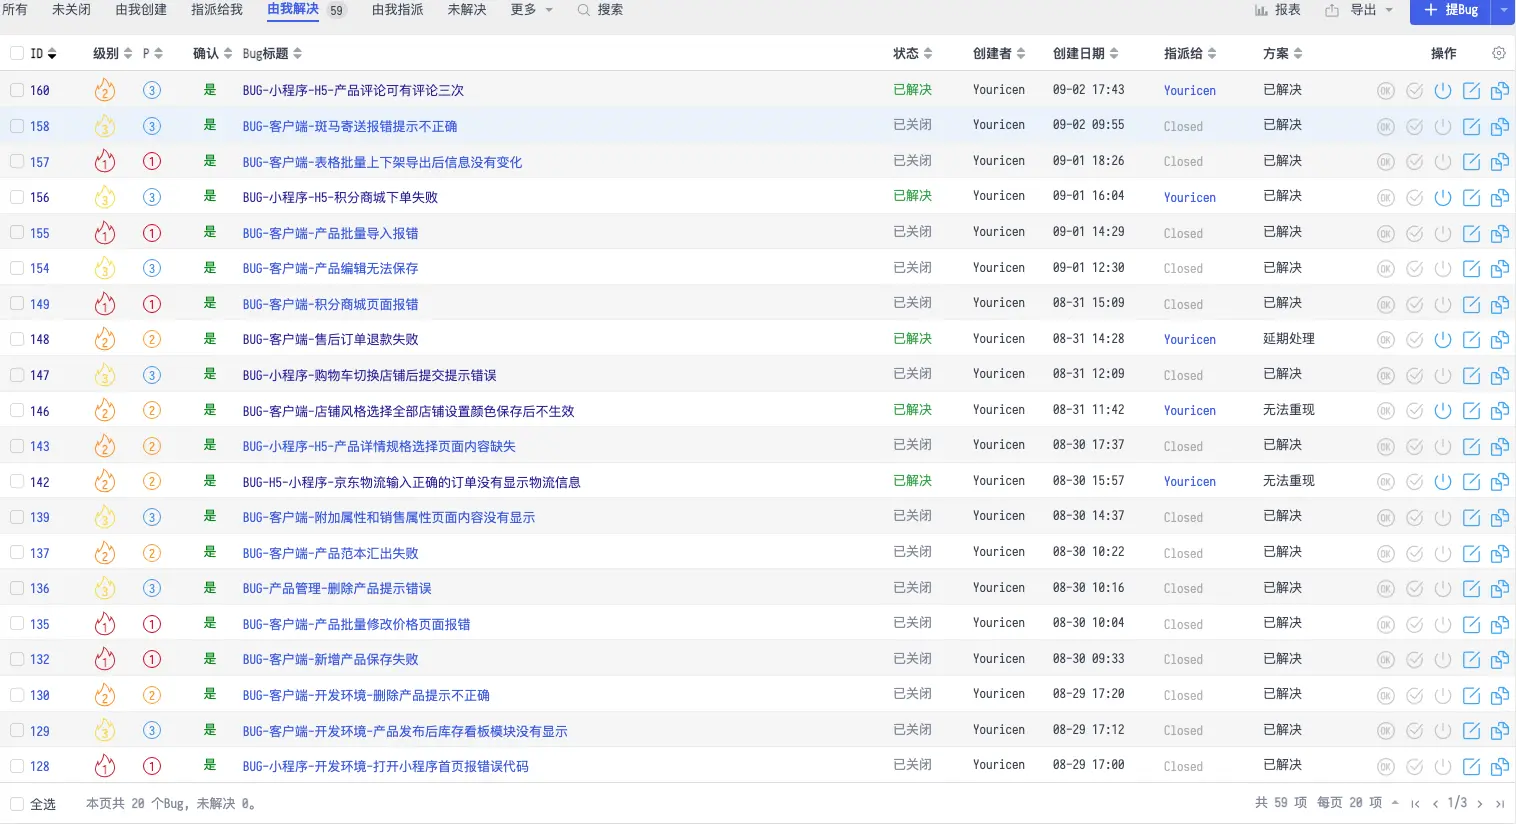 所有 未关闭 由我创建 指派给我 由我解决 59 由我指派 未解决 更多 搜索 报表 导出 + 提Bug
ID 级别 P 确认 Bug标题 状态 创建者 创建日期 指派给 方案 操作
160 2 3 是 BUG-小程序-H5-产品评论可有评论三次 已解决 Youricen 09-02 17:43 Youricen 已解决 OK
158 3 3 是 BUG-客户端-斑马寄送报错提示不正确 已关闭 Youricen 09-02 09:55 Closed 已解决 OK
157 1 1 是 BUG-客户端-表格批量上下架导出后信息没有变化 已关闭 Youricen 09-01 18:26 Closed 已解决 OK
156 3 3 是 BUG-小程序-H5-积分商城下单失败 已解决 Youricen 09-01 16:04 Youricen 已解决 OK
155 1 1 是 BUG-客户端-产品批量导入报错 已关闭 Youricen 09-01 14:29 Closed 已解决 OK
154 3 3 是 BUG-客户端-产品编辑无法保存 已关闭 Youricen 09-01 12:30 Closed 已解决 OK
149 1 1 是 BUG-客户端-积分商城页面报错 已关闭 Youricen 08-31 15:09 Closed 已解决 OK
148 2 2 是 BUG-客户端-售后订单退款失败 已解决 Youricen 08-31 14:28 Youricen 延期处理 OK
147 3 3 是 BUG-小程序-购物车切换店铺后提交提示错误 已关闭 Youricen 08-31 12:09 Closed 已解决 OK
146 2 2 是 BUG-客户端-店铺风格选择全部店铺设置颜色保存后不生效 已解决 Youricen 08-31 11:42 Youricen 无法重现 OK
143 2 2 是 BUG-小程序-H5-产品详情规格选择页面内容缺失 已关闭 Youricen 08-30 17:37 Closed 已解决 OK
142 2 2 是 BUG-H5-小程序-京东物流输入正确的订单没有显示物流信息 已解决 Youricen 08-30 15:57 Youricen 无法重现 OK
139 3 3 是 BUG-客户端-附加属性和销售属性页面内容没有显示 已关闭 Youricen 08-30 14:37 Closed 已解决 OK
137 2 2 是 BUG-客户端-产品范本汇出失败 已关闭 Youricen 08-30 10:22 Closed 已解决 OK
136 3 3 是 BUG-产品管理-删除产品提示错误 已关闭 Youricen 08-30 10:16 Closed 已解决 OK
135 1 1 是 BUG-客户端-产品批量修改价格页面报错 已关闭 Youricen 08-30 10:04 Closed 已解决 OK
132 1 1 是 BUG-客户端-新增产品保存失败 已关闭 Youricen 08-30 09:33 Closed 已解决 OK
130 2 2 是 BUG-客户端-开发环境-删除产品提示不正确 已关闭 Youricen 08-29 17:20 Closed 已解决 OK
129 3 3 是 BUG-客户端-开发环境-产品发布后库存看板模块没有显示 已关闭 Youricen 08-29 17:12 Closed 已解决 OK
128 1 1 是 BUG-小程序-开发环境-打开小程序首页报错误代码 已关闭 Youricen 08-29 17:00 Closed 已解决 OK
全选 本页共 20 个Bug, 未解决 0。 共 59 项 每页 20 项 1/3